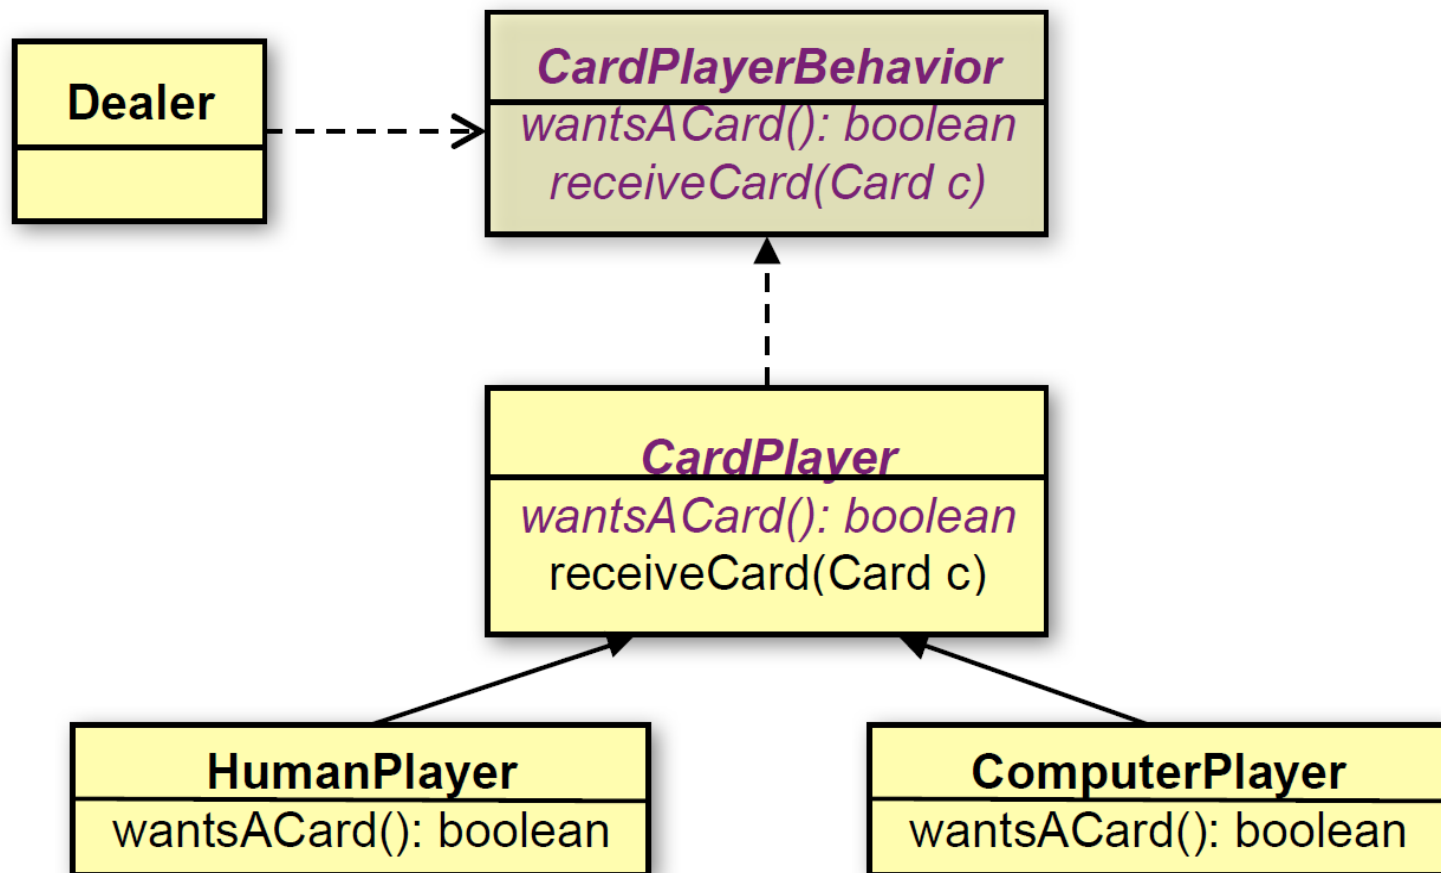 Dealer
CardPlayerBehavior
wantsACard(): boolean
receiveCard(Card c)
CardPlayer
wantsACard(): boolean
receiveCard(Card c)
HumanPlayer
wantsACard(): boolean
ComputerPlayer
wantsACard(): boolean